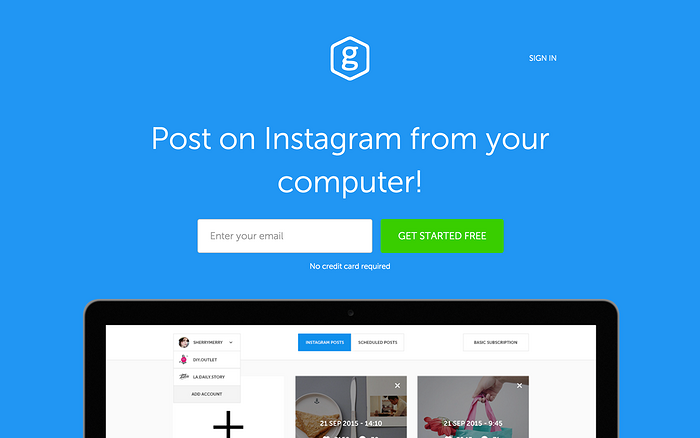 g
SIGN IN
Post on Instagram from your
computer!
Enter your email
GET STARTED FREE
No credit card required
SHERRYMERRY
INSTAGRAM POSTS
SCHEDULED POSTS
BASIC SUBSCRIPTION
DIY.OUTLET
LA.DAILY.STORY
ADD ACCOUNT
21 SEP 2015 - 14:10
21 SEP 2015 - 9:45